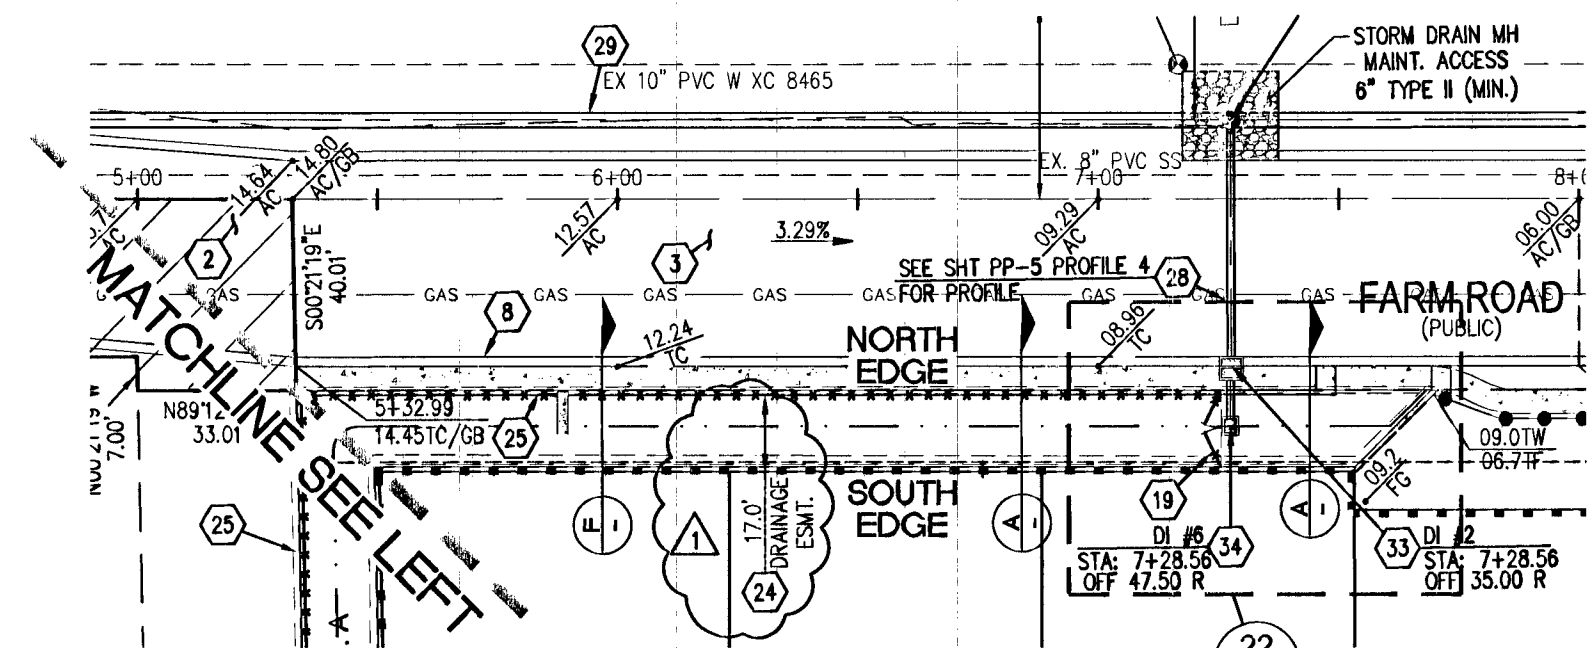 29
EX 10" PVC W XC 8465
STORM DRAIN MH
MAINT. ACCESS
6" TYPE II (MIN.)
EX. 8" PVC SS
5+00
6+00
7+00
14.64
AC
14.80
AC/GB
12.57
AC
09.29
AC
06.00
AC/GB
2
3
3.29%
S00°21'19"E
40.01'
SEE SHT PP-5 PROFILE 4
FOR PROFILE
28
GAS GAS GAS GAS GAS GAS GAS
FARM ROAD
(PUBLIC)
8
12.24
TC
08.96
TC
NORTH
EDGE
MATCHLINE SEE LEFT
7.00'
33.01
5+32.99
14.45TC/GB
25
09.0TW
06.7TF
09.2
FG
SOUTH
EDGE
25
F
-
1
17.0'
DRAINAGE
ESMT.
24
A
-
19
A
-
DI #6
STA: 7+28.56
OFF 47.50 R
34
33
DI #2
STA: 7+28.56
OFF 35.00 R
A
22